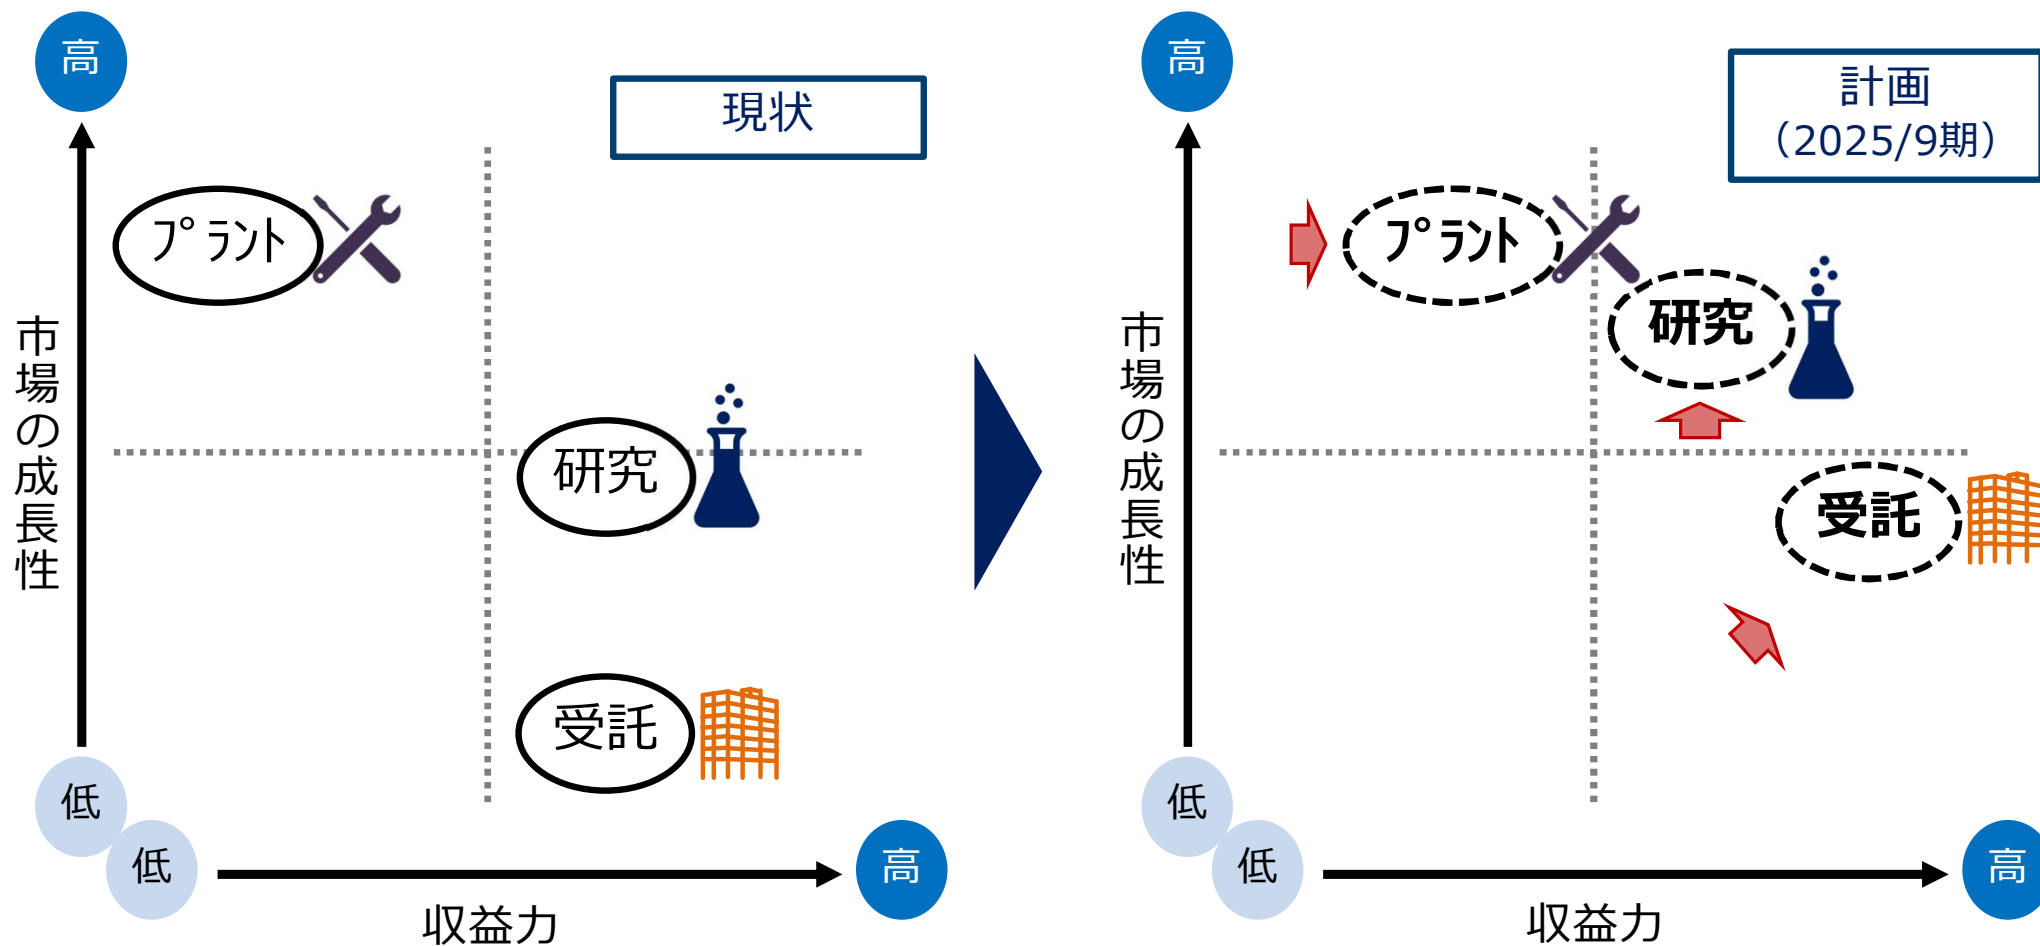 高
現状
プラント
市場の成長性
研究
受託
低
低
高
収益力
高
計画
（2025/9期）
プラント
研究
市場の成長性
受託
低
低
高
収益力